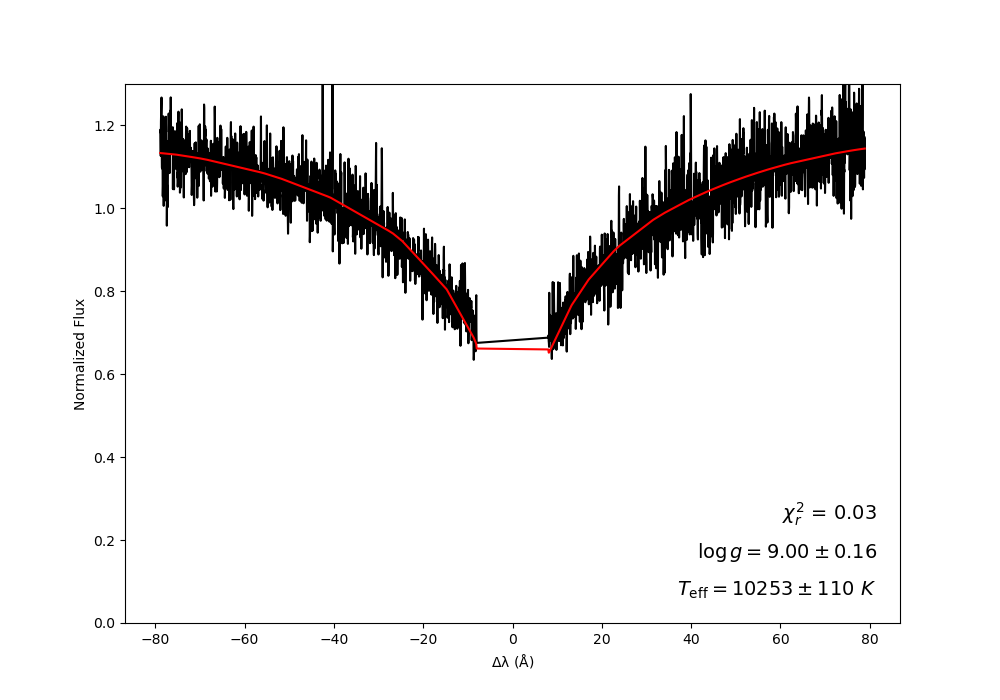 1.2
1.0
0.8
0.6
0.4
0.2
0.0
Normalized Flux
χ²ᵣ = 0.03
log g = 9.00 ± 0.16
T_eff = 10253 ± 110 K
−80 −60 −40 −20 0 20 40 60 80
Δλ (Å)